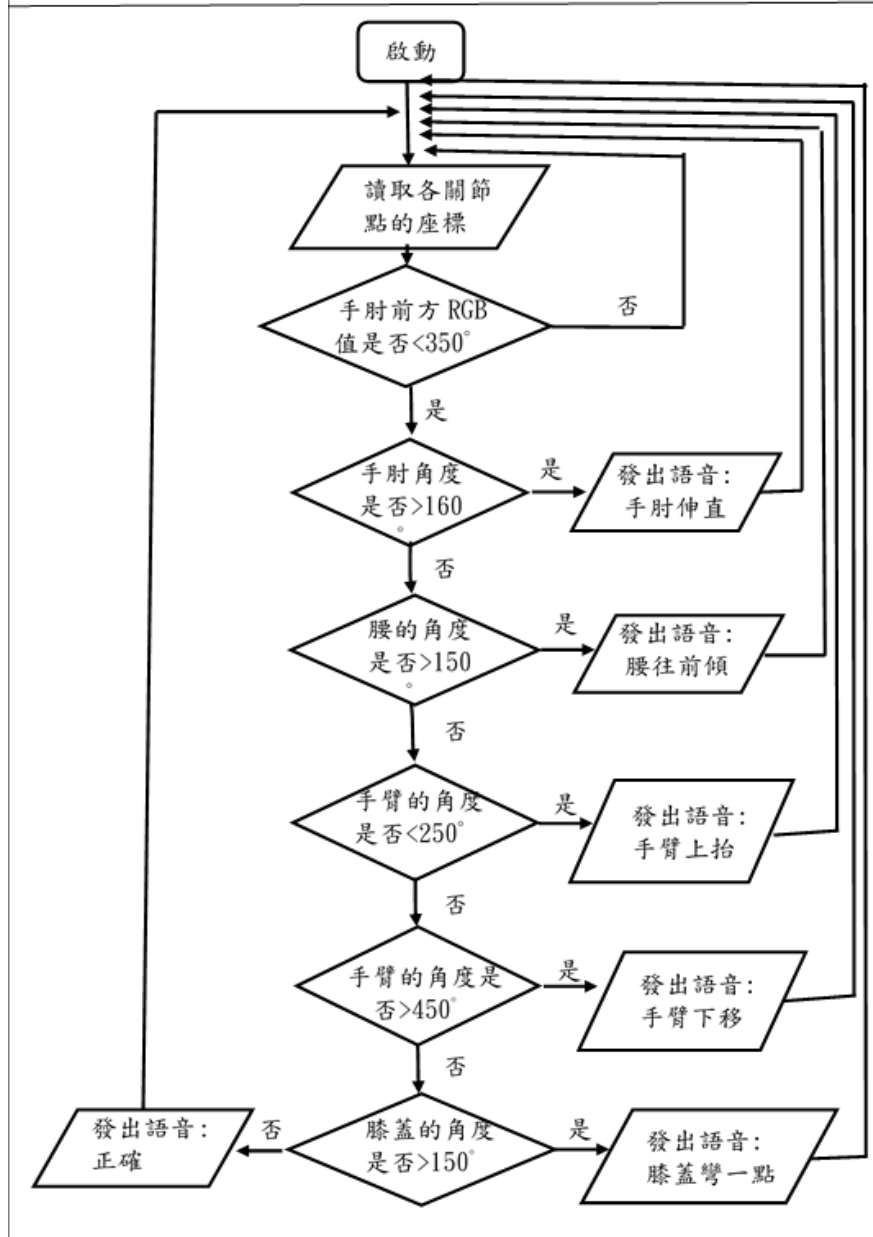 啟動
讀取各關節
點的座標
手肘前方 RGB
值是否<350°
否
是
手肘角度
是否>160
°
是
發出語音:
手肘伸直
否
腰的角度
是否>150
°
是
發出語音:
腰往前傾
否
手臂的角度
是否<250°
是
發出語音:
手臂上抬
否
手臂的角度是
否>450°
是
發出語音:
手臂下移
否
膝蓋的角度
是否>150°
是
發出語音:
膝蓋彎一點
否
發出語音:
正確